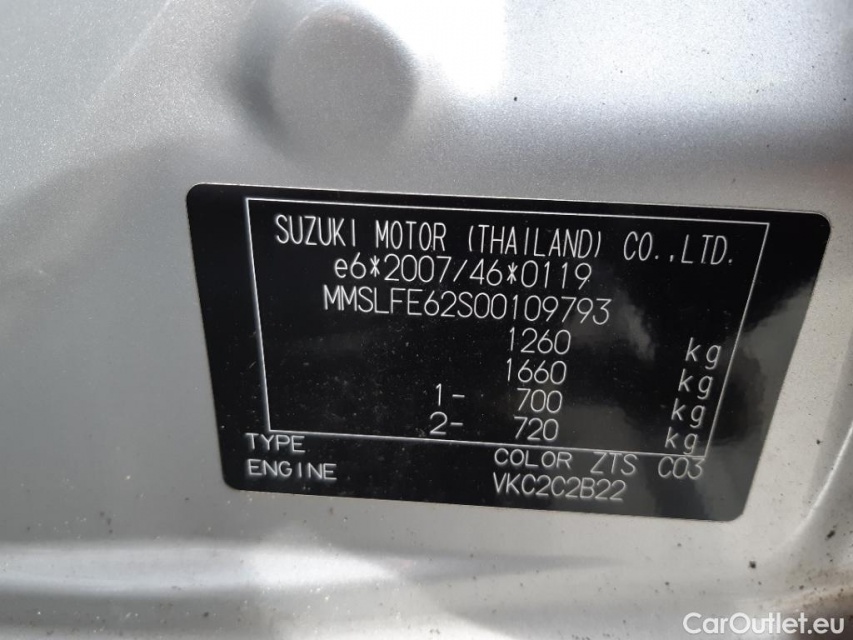 SUZUKI MOTOR (THAILAND) CO.,LTD.
e6*2007/46*0119
MMSLFE62S00109793
1260 kg
1660 kg
1- 700 kg
2- 720 kg
TYPE COLOR ZTS C03
ENGINE VKC2C2B22
CarOutlet.eu